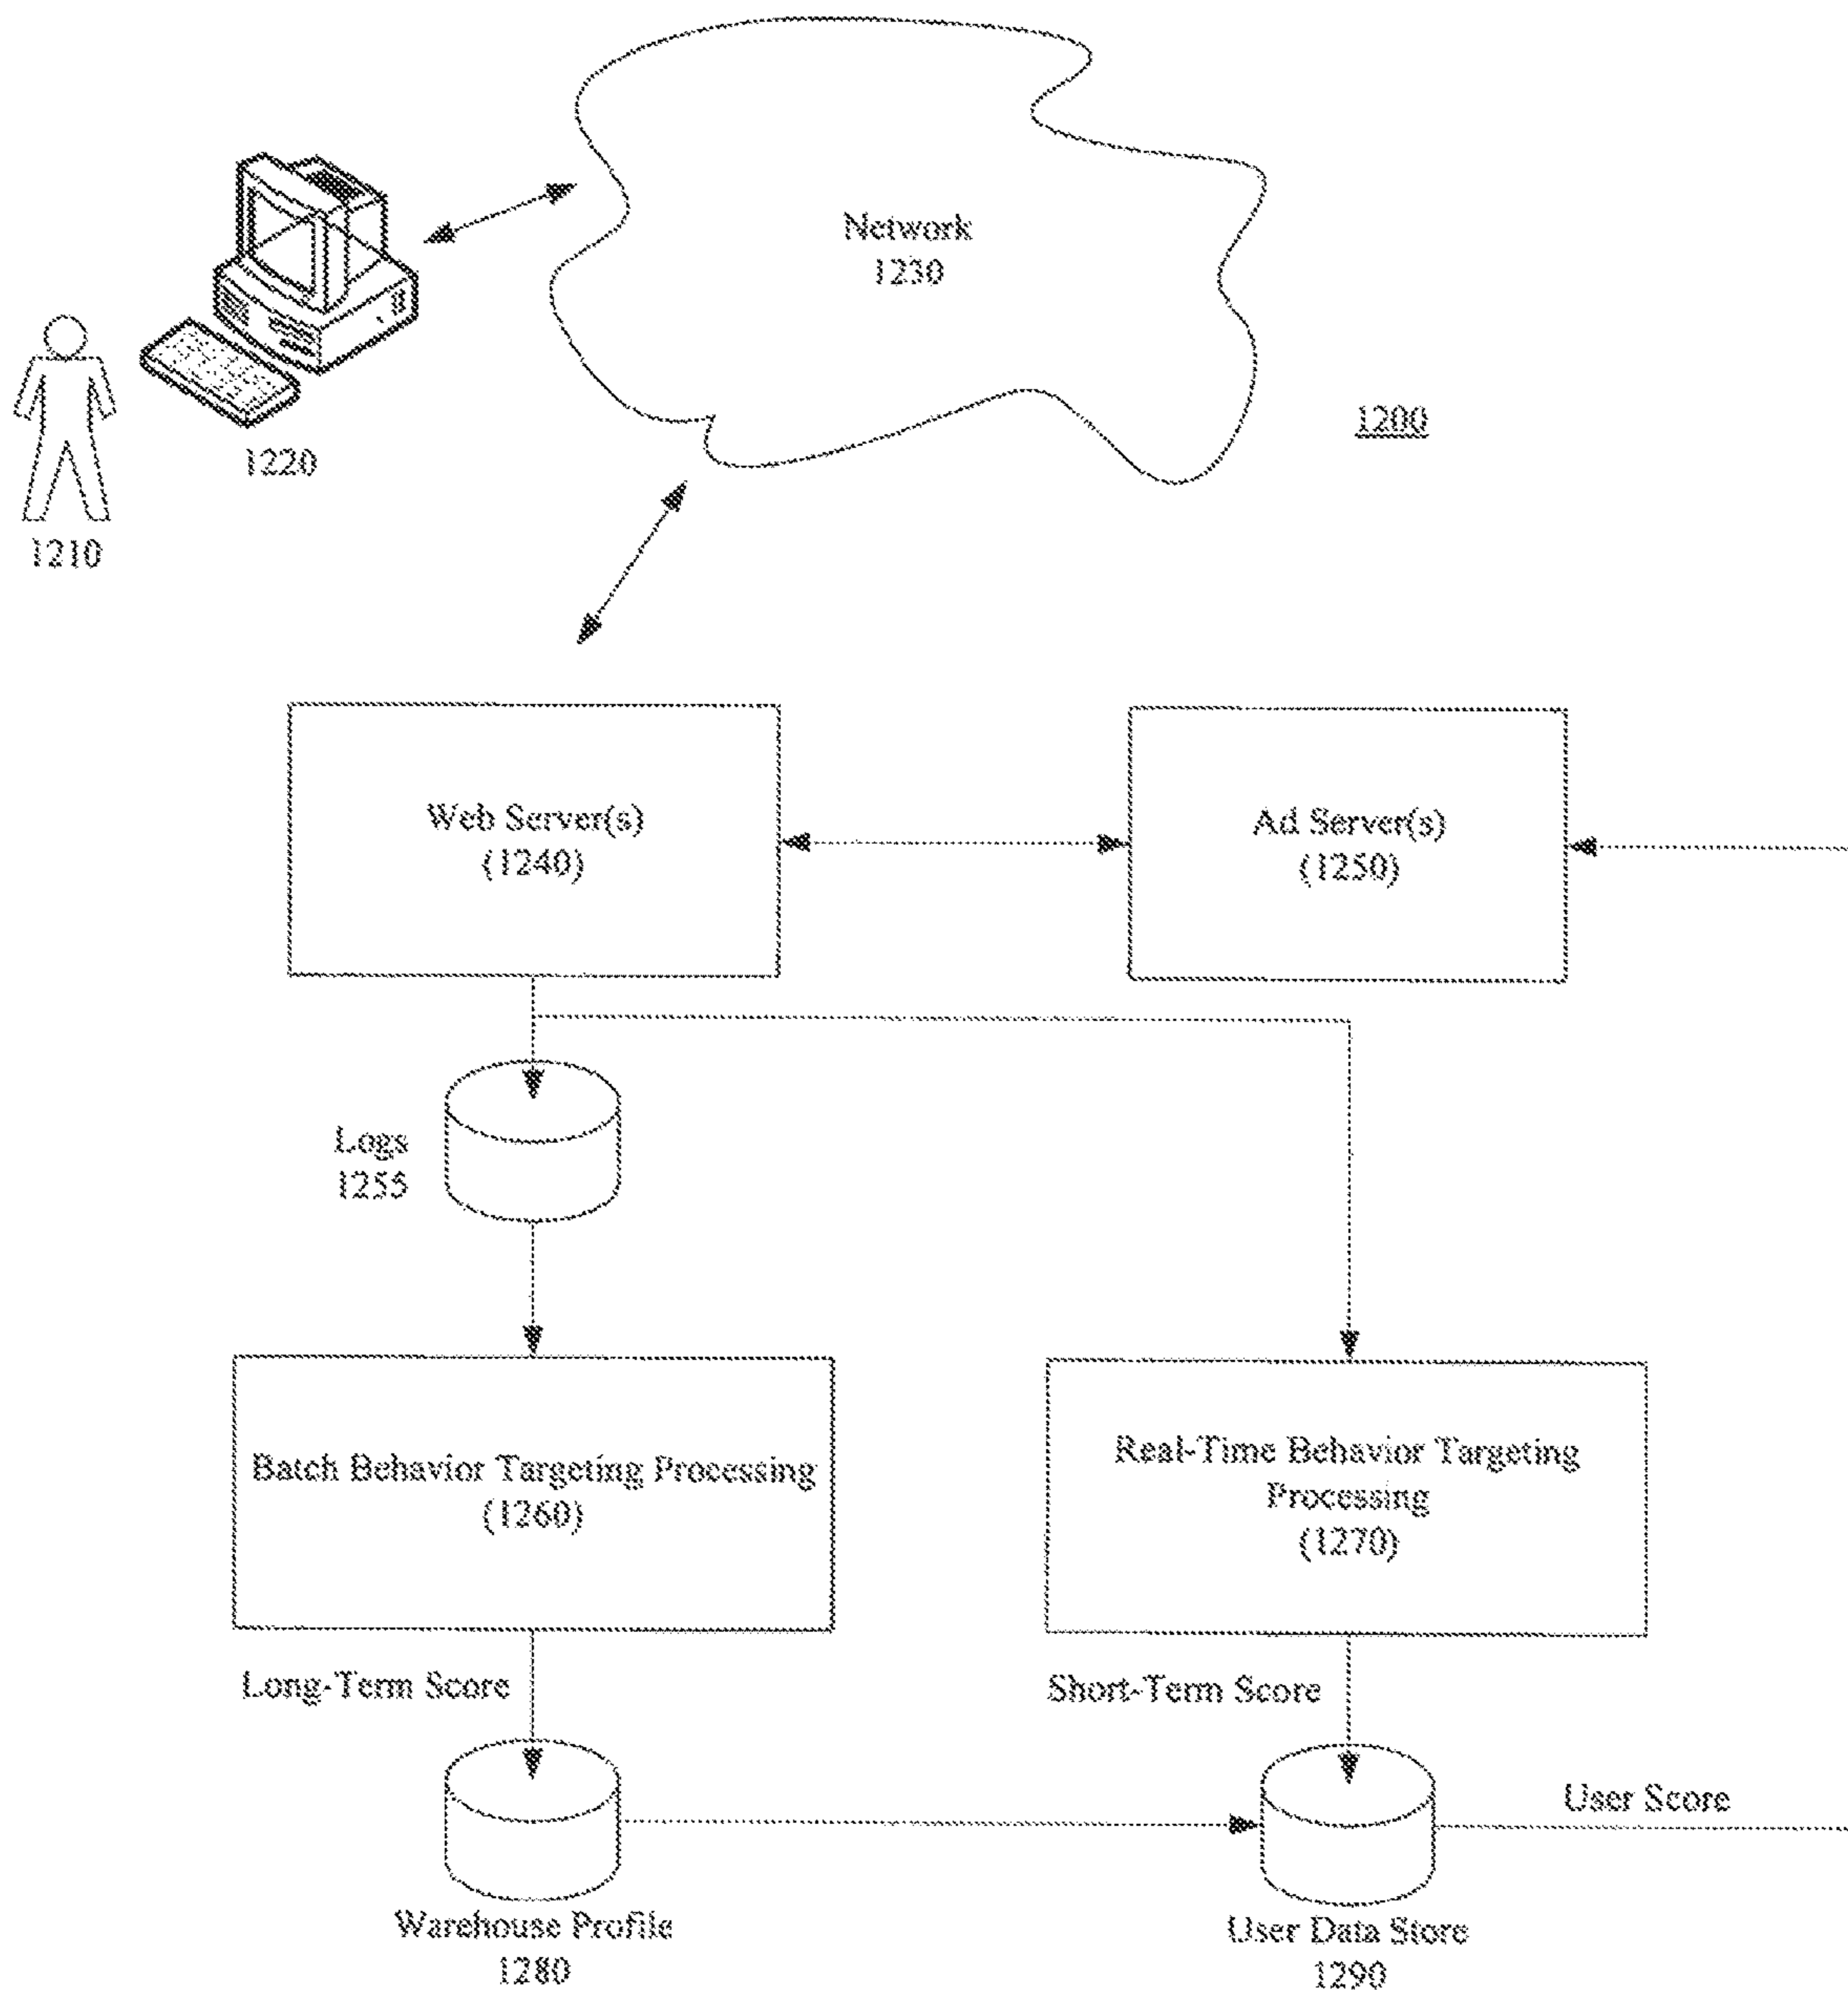 Network
1230
1200
1220
1210
Web Server(s)
(1240)
Ad Server(s)
(1250)
Logs
1255
Batch Behavior Targeting Processing
(1260)
Real-Time Behavior Targeting
Processing
(1270)
Long-Term Score
Short-Term Score
User Score
Warehouse Profile
1280
User Data Store
1290